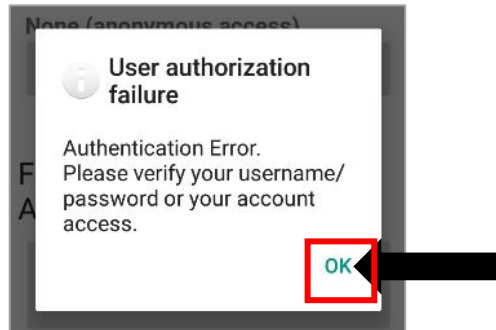 None (anonymous access)
User authorization
failure
Authentication Error.
Please verify your username/
password or your account
access.
F
A
OK